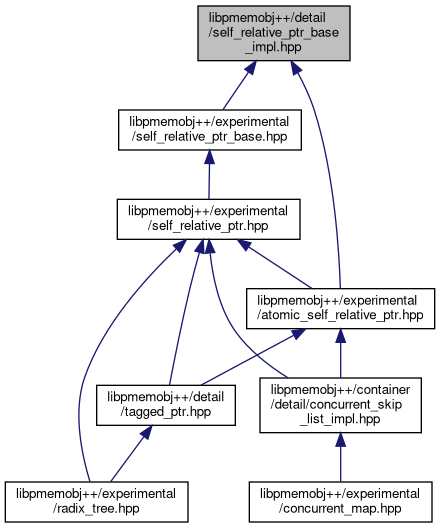 libpmemobj++/detail
/self_relative_ptr_base
_impl.hpp
libpmemobj++/experimental
/self_relative_ptr_base.hpp
libpmemobj++/experimental
/self_relative_ptr.hpp
libpmemobj++/experimental
/atomic_self_relative_ptr.hpp
libpmemobj++/detail
/tagged_ptr.hpp
libpmemobj++/container
/detail/concurrent_skip
_list_impl.hpp
libpmemobj++/experimental
/radix_tree.hpp
libpmemobj++/experimental
/concurrent_map.hpp